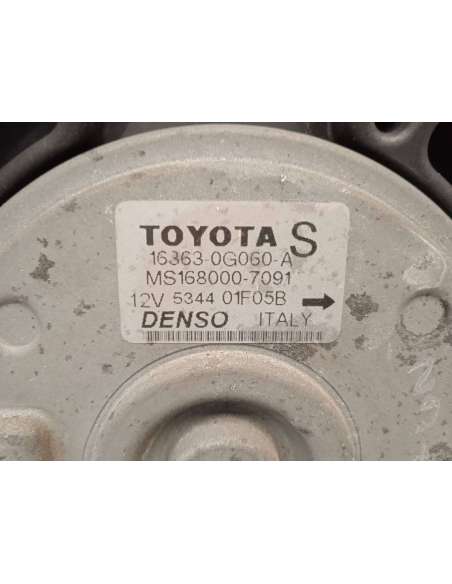 TOYOTA S
16363-0G060-A
MS168000-7091
12V 5344 01F05B →
DENSO ITALY